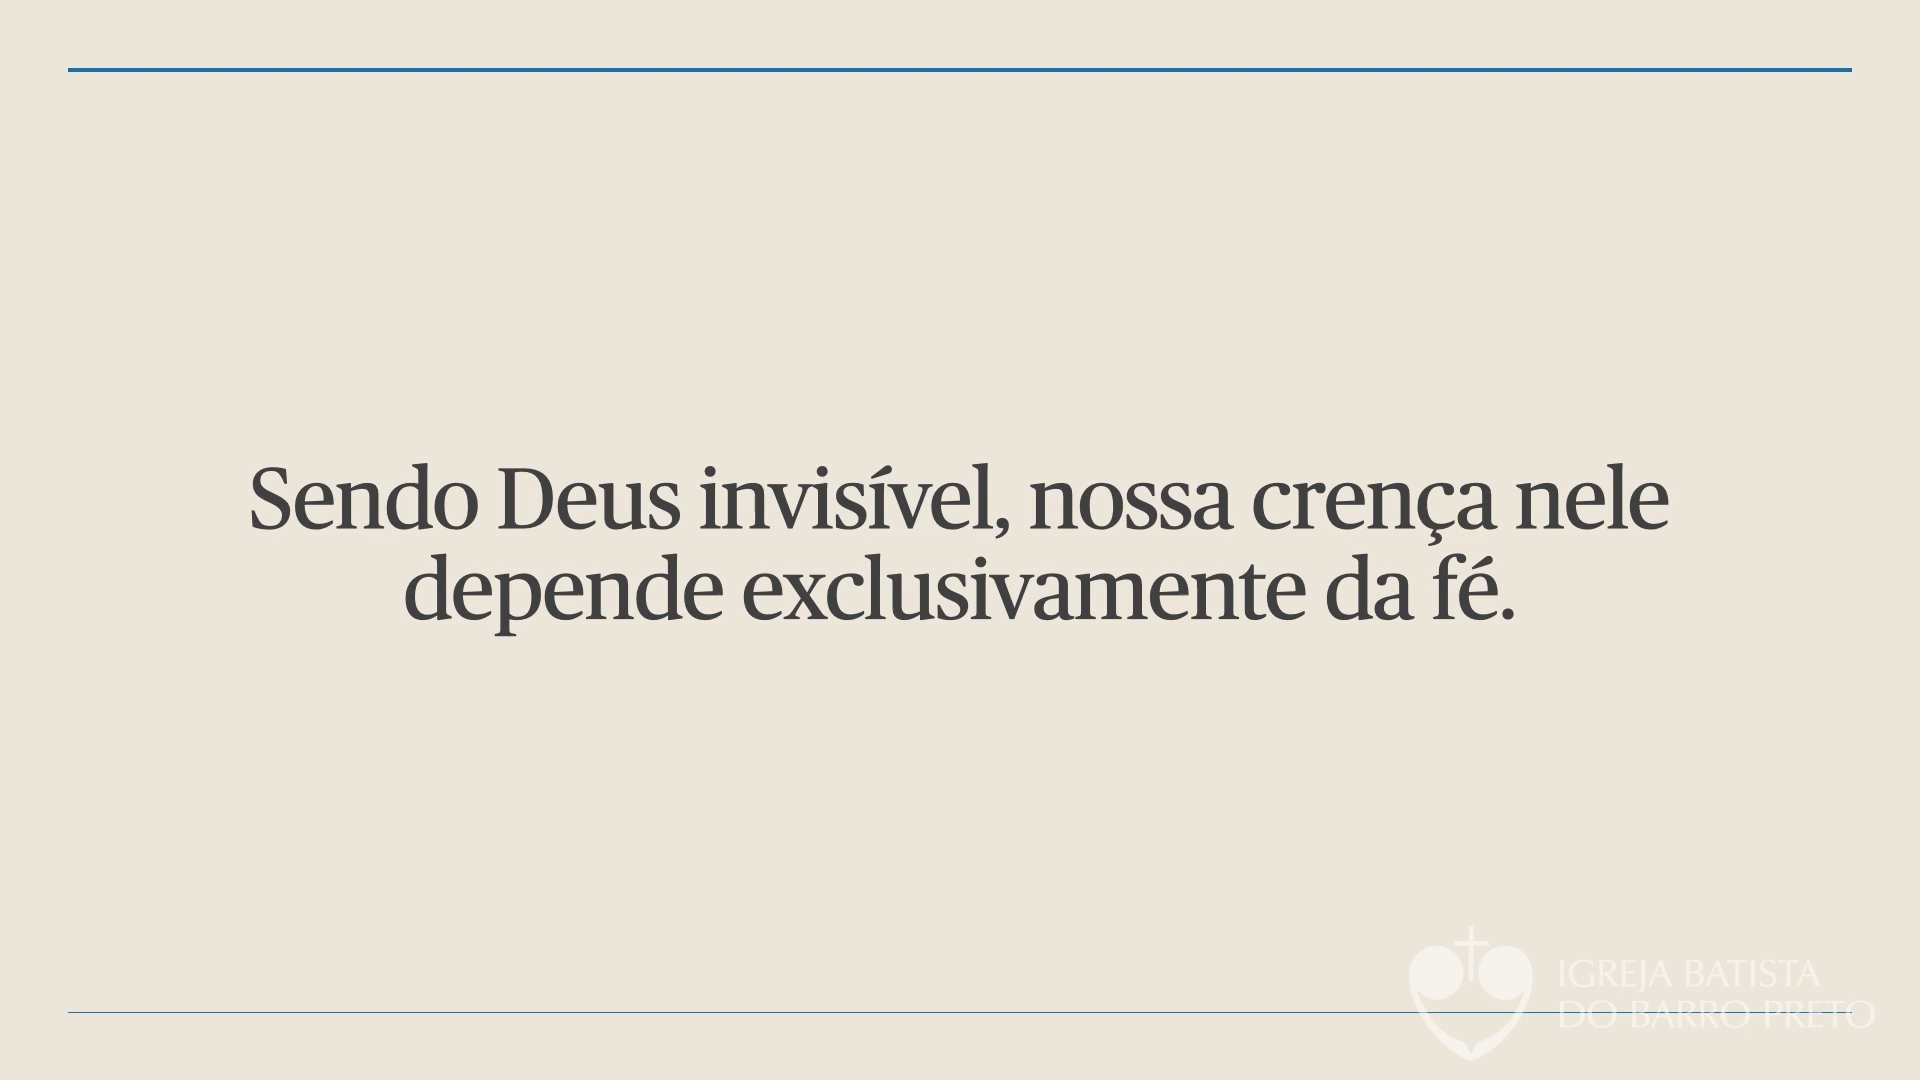 Sendo Deus invisível, nossa crença nele
depende exclusivamente da fé.
IGREJA BATISTA
DO BARRO PRETO